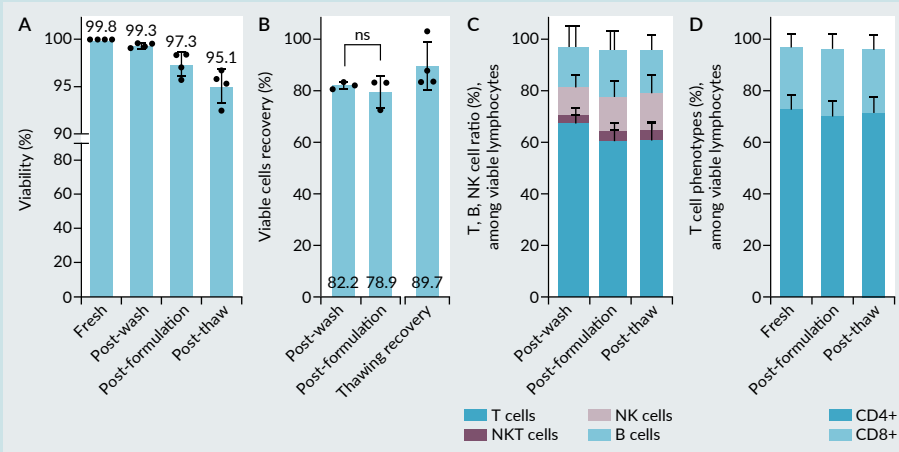 A
Viability (%)
100
95
90
80
60
40
20
0
99.8
99.3
97.3
95.1
Fresh
Post-wash
Post-formulation
Post-thaw
B
Viable cells recovery (%)
100
80
60
40
20
0
ns
82.2
78.9
89.7
Post-wash
Post-formulation
Thawing recovery
C
T, B, NK cell ratio (%),
among viable lymphocytes
100
80
60
40
20
0
Post-wash
Post-formulation
Post-thaw
T cells
NKT cells
NK cells
B cells
D
T cell phenotypes (%),
among viable lymphocytes
100
80
60
40
20
0
Fresh
Post-formulation
Post-thaw
CD4+
CD8+